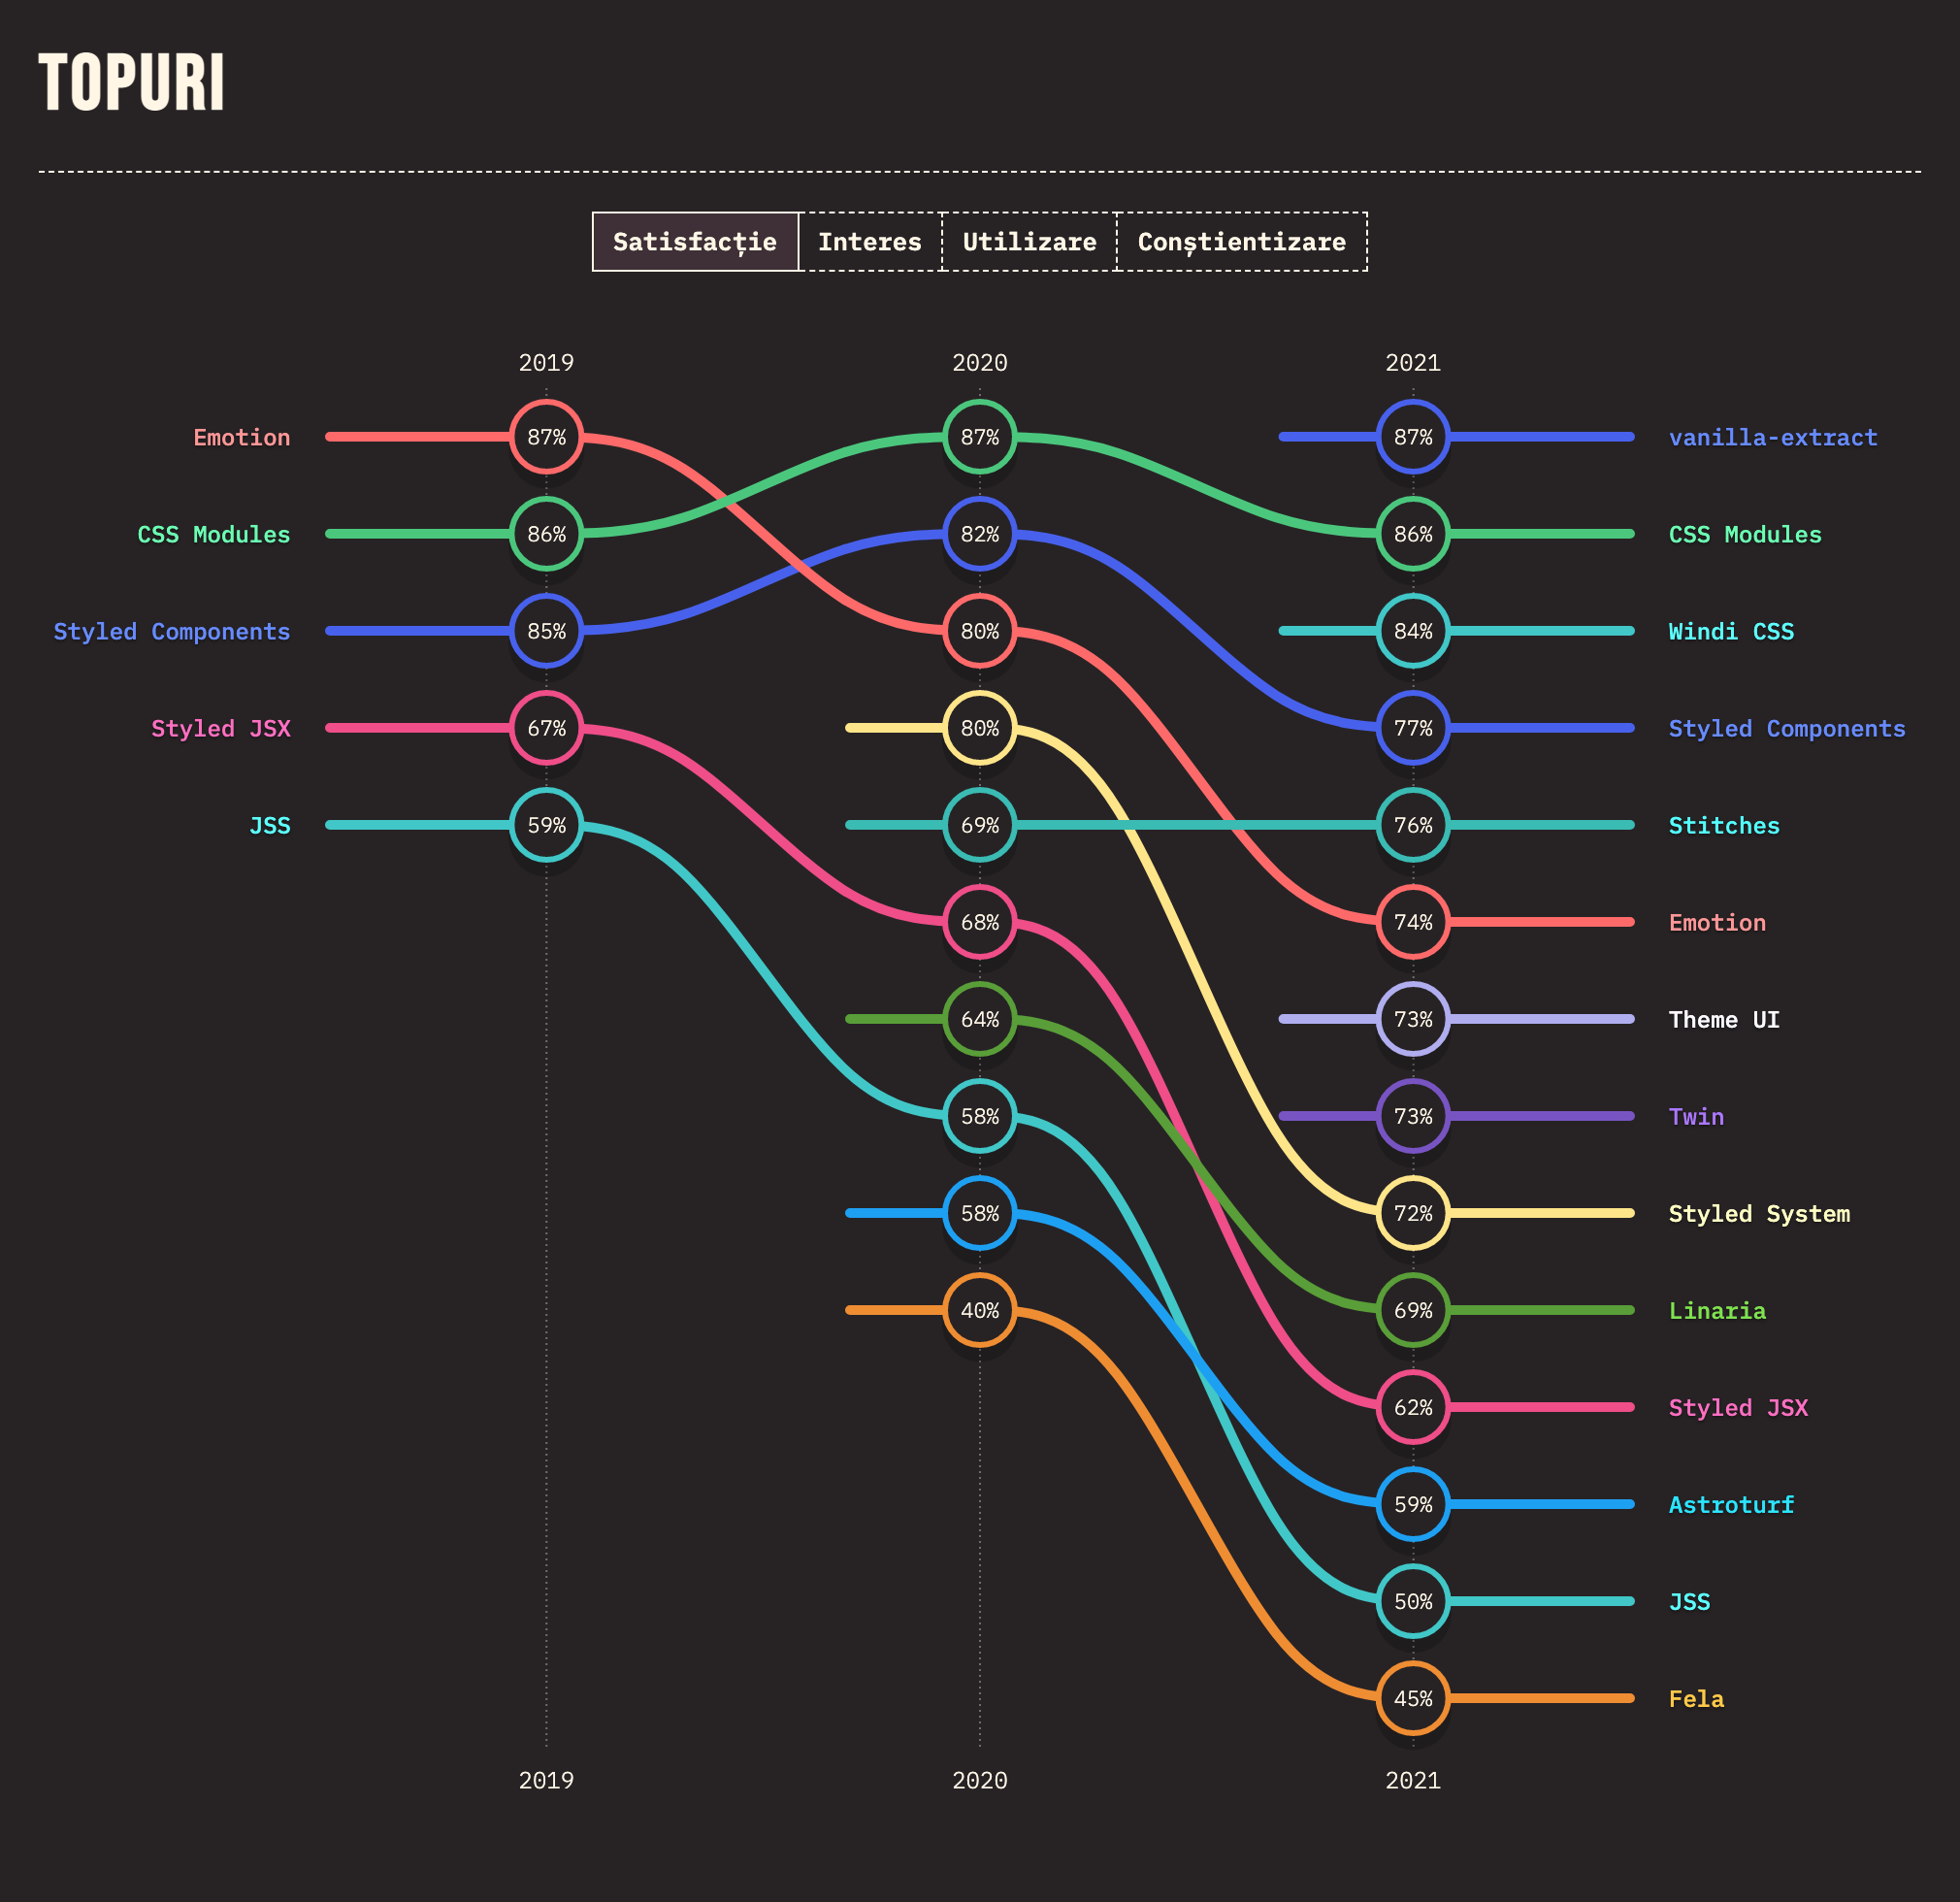 TOPURI
Satisfacție Interes Utilizare Conștientizare
2019 2020 2021
Emotion 87% 87% 87% vanilla-extract
CSS Modules 86% 82% 86% CSS Modules
Styled Components 85% 80% 84% Windi CSS
Styled JSX 67% 80% 77% Styled Components
JSS 59% 69% 76% Stitches
68% 74% Emotion
64% 73% Theme UI
58% 73% Twin
58% 72% Styled System
40% 69% Linaria
62% Styled JSX
59% Astroturf
50% JSS
45% Fela
2019 2020 2021